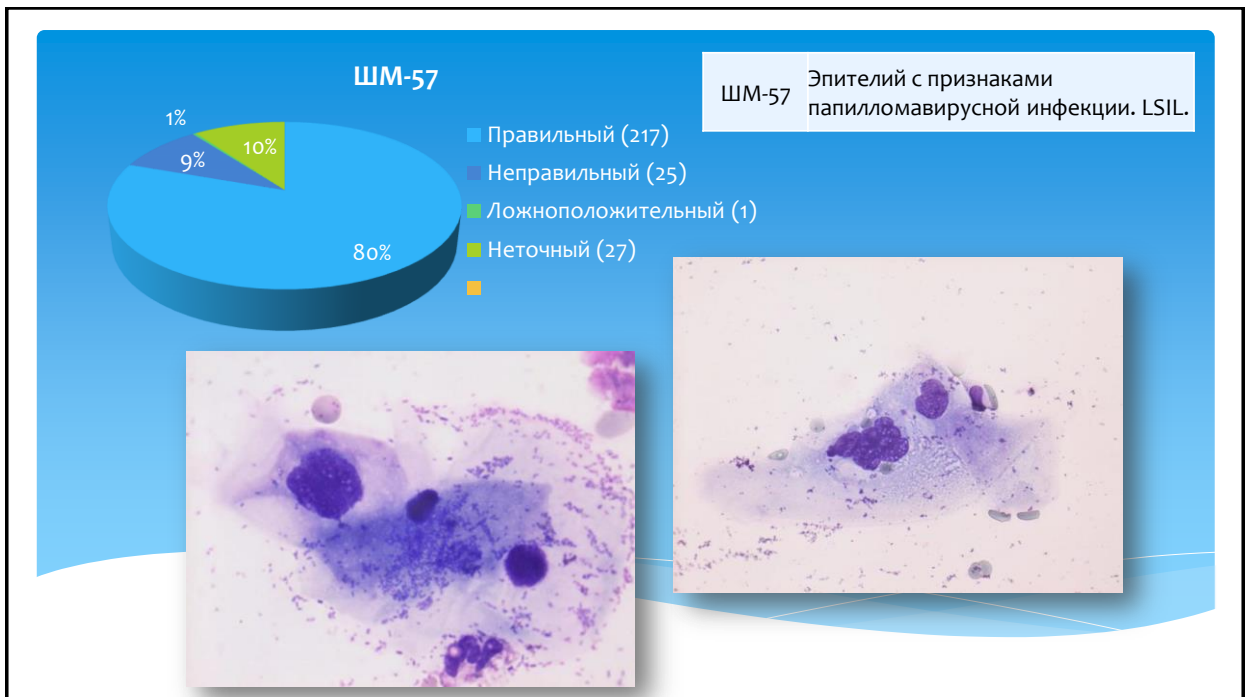 ШМ-57
ШМ-57
Эпителий с признаками
папилломавирусной инфекции. LSIL.
1%
9%
10%
80%
Правильный (217)
Неправильный (25)
Ложноположительный (1)
Неточный (27)